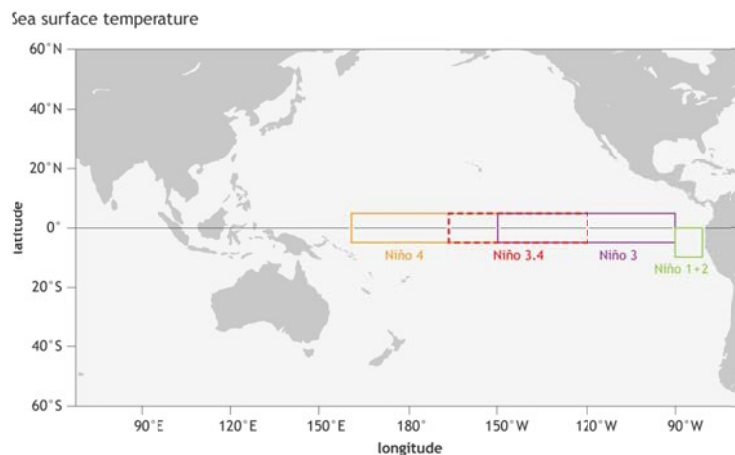 Sea surface temperature
60°N
40°N
20°N
0°
20°S
40°S
60°S
latitude
Niño 4
Niño 3.4
Niño 3
Niño 1+2
90°E
120°E
150°E
180°
150°W
120°W
90°W
longitude